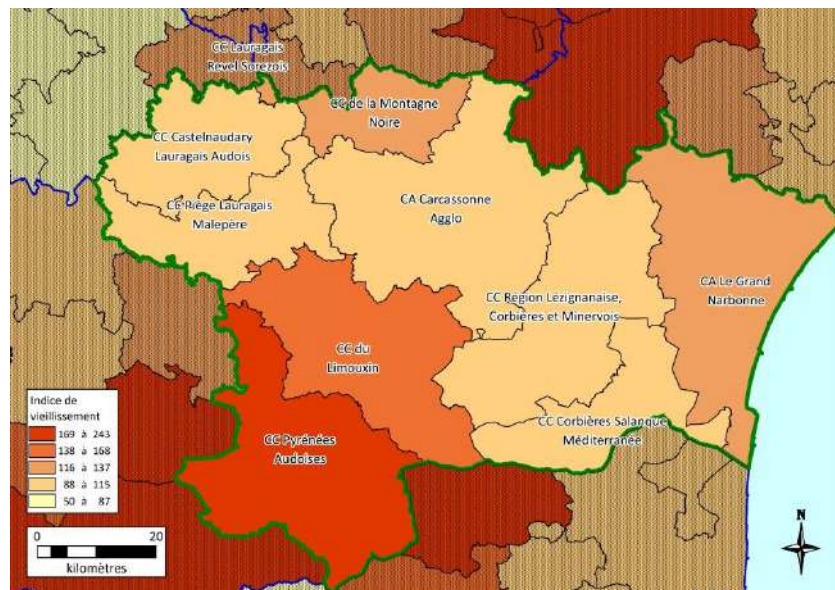 CC Lauragais
Revel Sorezois
CC de la Montagne
Noire
CC Castelnaudary
Lauragais Audois
CC Piège Lauragais
Malepère
CA Carcassonne
Agglo
CA Le Grand
Narbonne
CC Région Lézignanaise,
Corbières et Minervois
CC du
Limouxin
CC Corbières Salanque
Méditerranée
CC Pyrénées
Audoises
Indice de
vieillissement
169 à 243
138 à 168
116 à 137
88 à 115
50 à 87
0 20
kilomètres
N